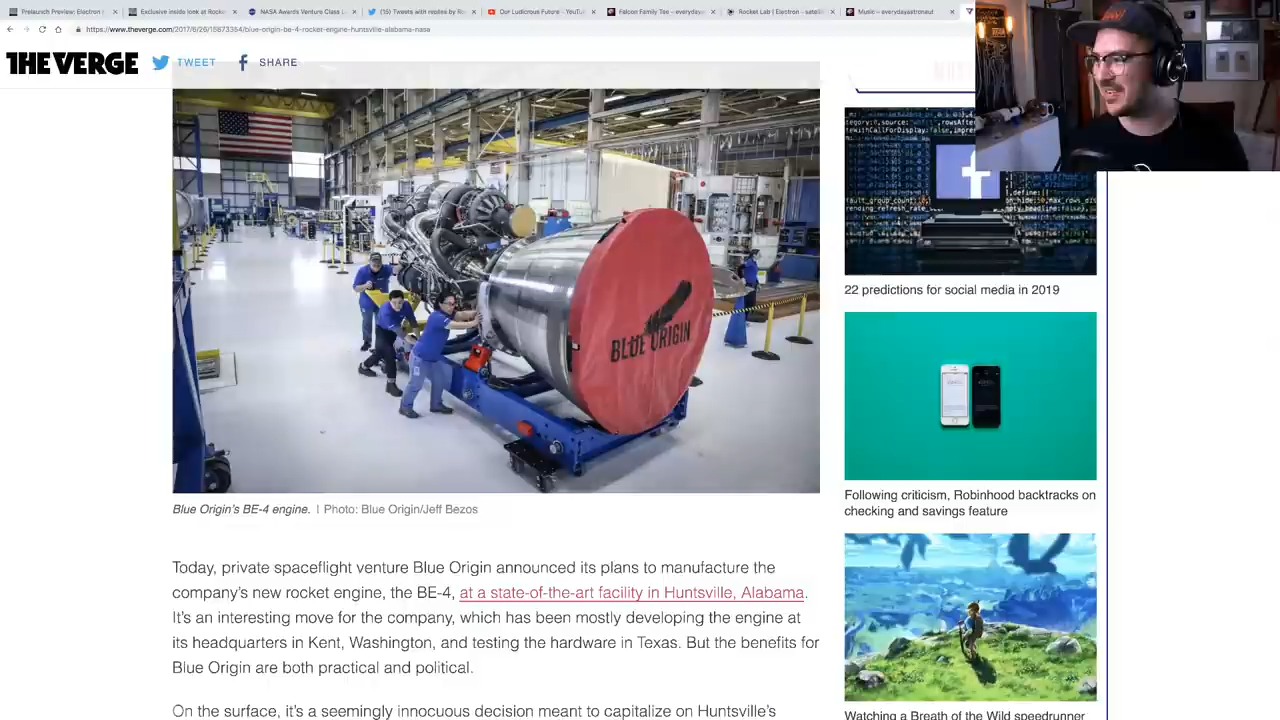 Prelaunch Preview: Electron
Exclusive inside look at Rocke
NASA Awards Venture Class L
(15) Tweets with replies by Ro
Our Ludicrous Future - YouTu
Falcon Family Tee – everyday
Rocket Lab | Electron - satelli
Music – everydayastronaut
https://www.theverge.com/2017/6/26/15873354/blue-origin-be-4-rocker-engine-huntsville-alabama-nasa
THE VERGE TWEET SHARE
BLUE ORIGIN
Blue Origin's BE-4 engine. | Photo: Blue Origin/Jeff Bezos
Today, private spaceflight venture Blue Origin announced its plans to manufacture the
company's new rocket engine, the BE-4, at a state-of-the-art facility in Huntsville, Alabama.
It's an interesting move for the company, which has been mostly developing the engine at
its headquarters in Kent, Washington, and testing the hardware in Texas. But the benefits for
Blue Origin are both practical and political.
On the surface, it's a seemingly innocuous decision meant to capitalize on Huntsville's
22 predictions for social media in 2019
Following criticism, Robinhood backtracks on
checking and savings feature
Watching a Breath of the Wild speedrunner